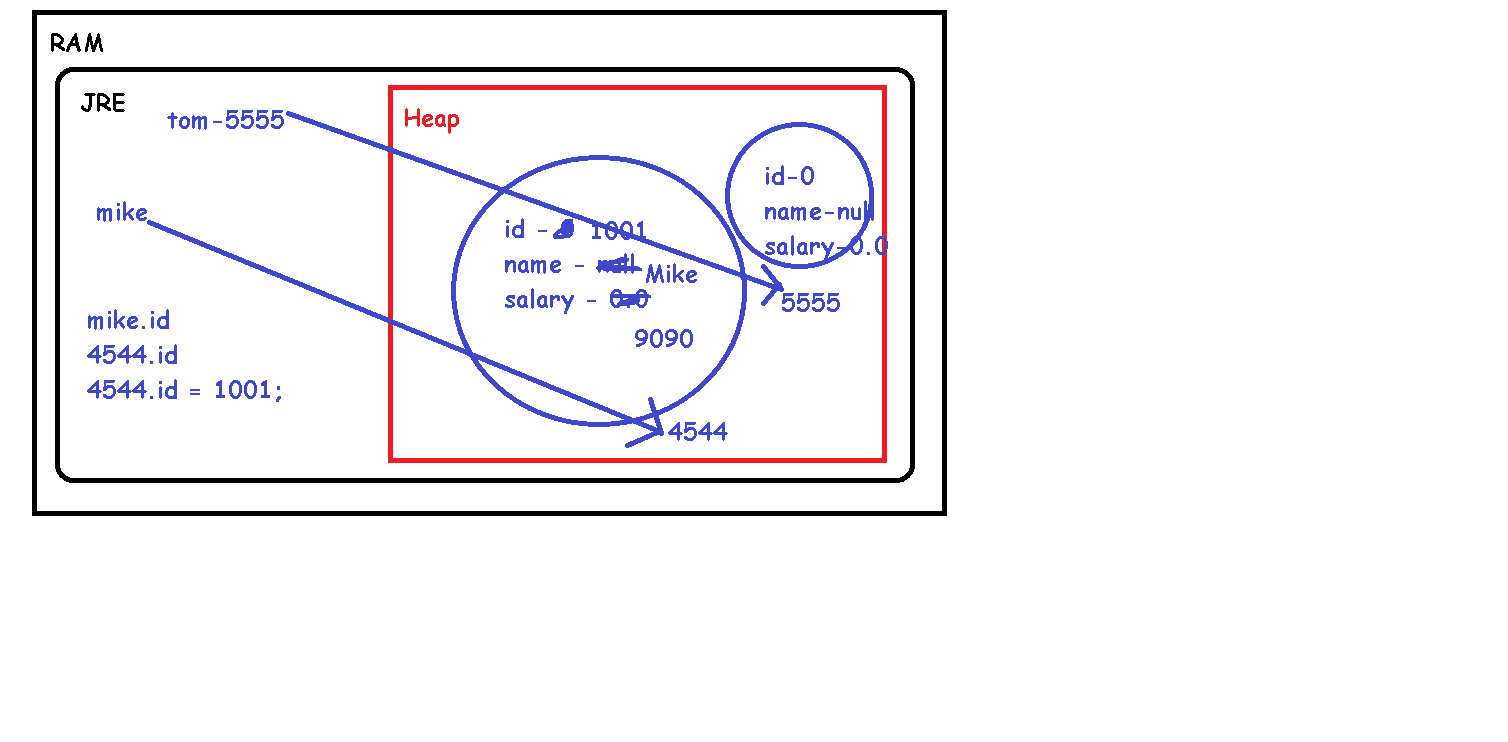 RAM
JRE
tom-5555
Heap
mike
id - 1001
name - null Mike
salary - 0.0
9090
4544
id-0
name-null
salary-0.0
5555
mike.id
4544.id
4544.id = 1001;